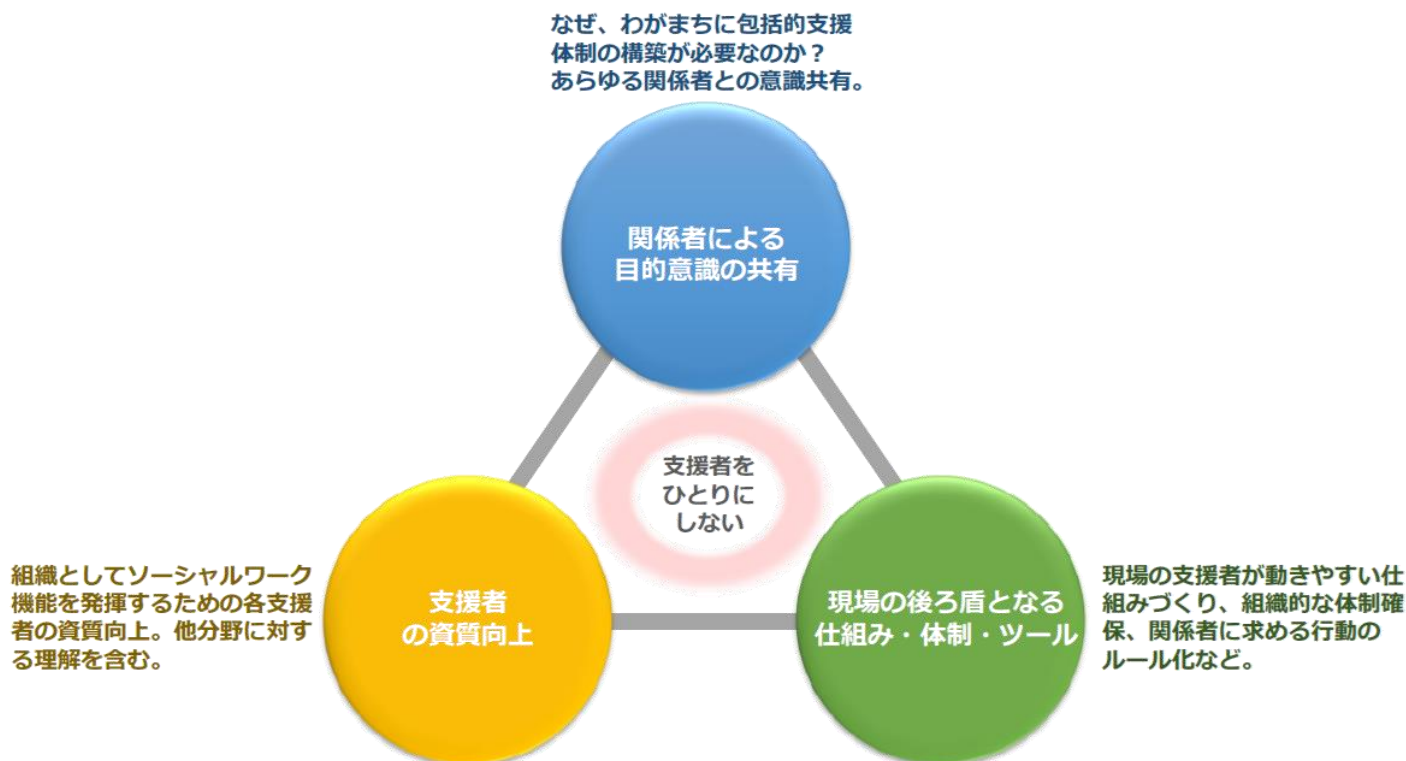 なぜ、わがまちに包括的支援
体制の構築が必要なのか？
あらゆる関係者との意識共有。
関係者による
目的意識の共有
支援者を
ひとりに
しない
組織としてソーシャルワーク
機能を発揮するための各支援
者の資質向上。他分野に対す
る理解を含む。
支援者
の資質向上
現場の後ろ盾となる
仕組み・体制・ツール
現場の支援者が動きやすい仕
組みづくり、組織的な体制確
保、関係者に求める行動の
ルール化など。